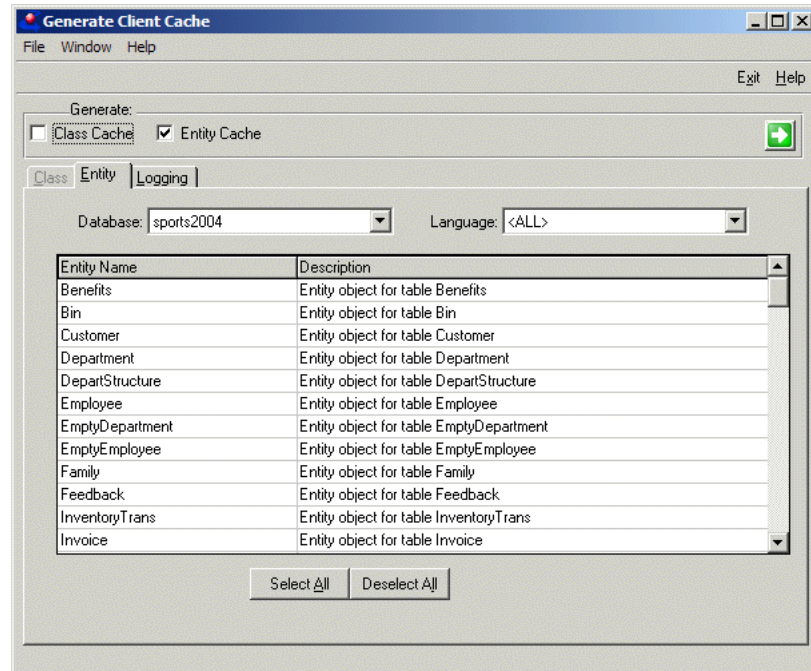 Generate Client Cache
File Window Help
Exit Help
Generate:
Class Cache Entity Cache
Class Entity Logging
Database: sports2004 Language: <ALL>
Entity Name Description
Benefits Entity object for table Benefits
Bin Entity object for table Bin
Customer Entity object for table Customer
Department Entity object for table Department
DepartStructure Entity object for table DepartStructure
Employee Entity object for table Employee
EmptyDepartment Entity object for table EmptyDepartment
EmptyEmployee Entity object for table EmptyEmployee
Family Entity object for table Family
Feedback Entity object for table Feedback
InventoryTrans Entity object for table InventoryTrans
Invoice Entity object for table Invoice
Select All Deselect All